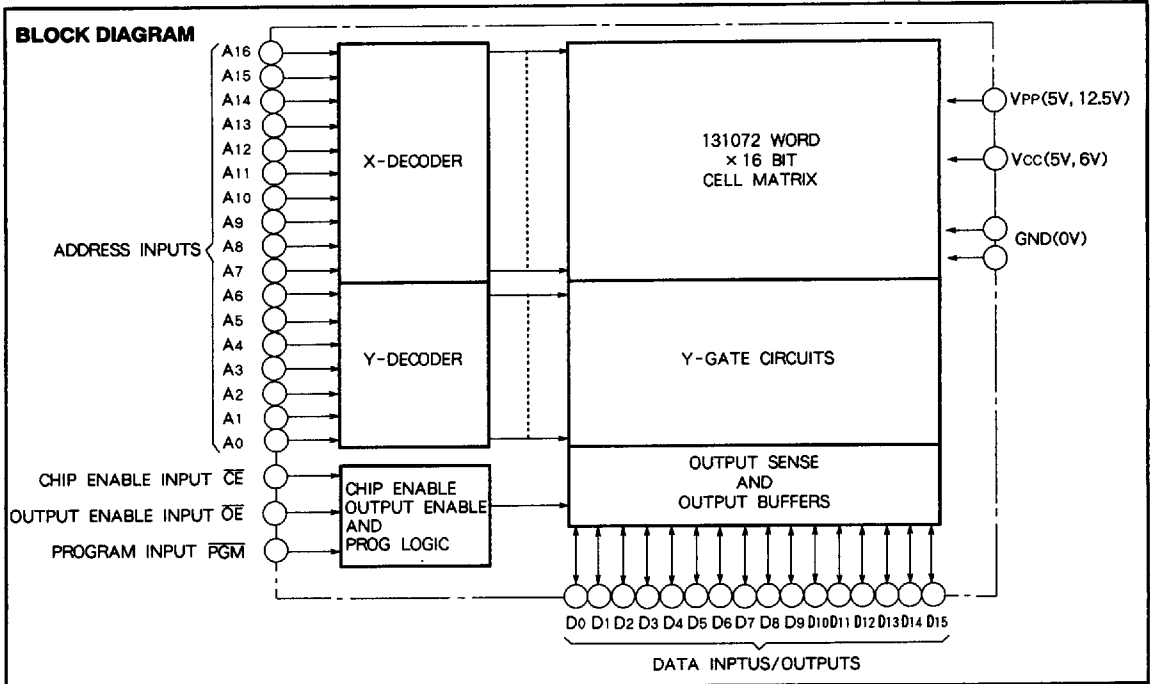 BLOCK DIAGRAM
A16
A15
A14
A13
A12
A11
A10
A9
A8
A7
A6
A5
A4
A3
A2
A1
A0
ADDRESS INPUTS
X-DECODER
Y-DECODER
131072 WORD
× 16 BIT
CELL MATRIX
Y-GATE CIRCUITS
OUTPUT SENSE
AND
OUTPUT BUFFERS
VPP(5V, 12.5V)
VCC(5V, 6V)
GND(0V)
CHIP ENABLE INPUT C̅E̅
OUTPUT ENABLE INPUT O̅E̅
PROGRAM INPUT P̅G̅M̅
CHIP ENABLE
OUTPUT ENABLE
AND
PROG LOGIC
D0 D1 D2 D3 D4 D5 D6 D7 D8 D9 D10 D11 D12 D13 D14 D15
DATA INPTUS/OUTPUTS